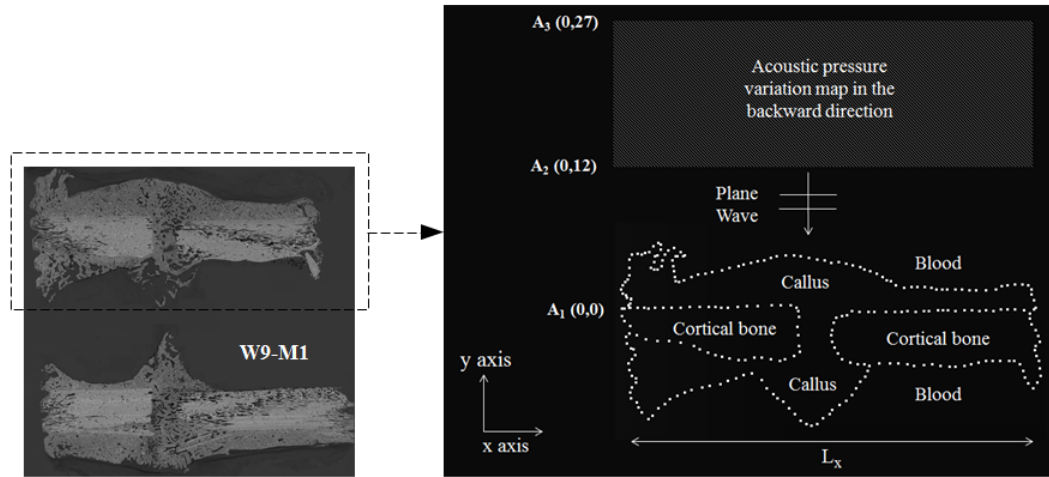 A3 (0,27)
Acoustic pressure
variation map in the
backward direction
A2 (0,12)
Plane
Wave
Blood
Callus
A1 (0,0)
Cortical bone
Cortical bone
W9-M1
y axis
Callus
Blood
x axis
Lx